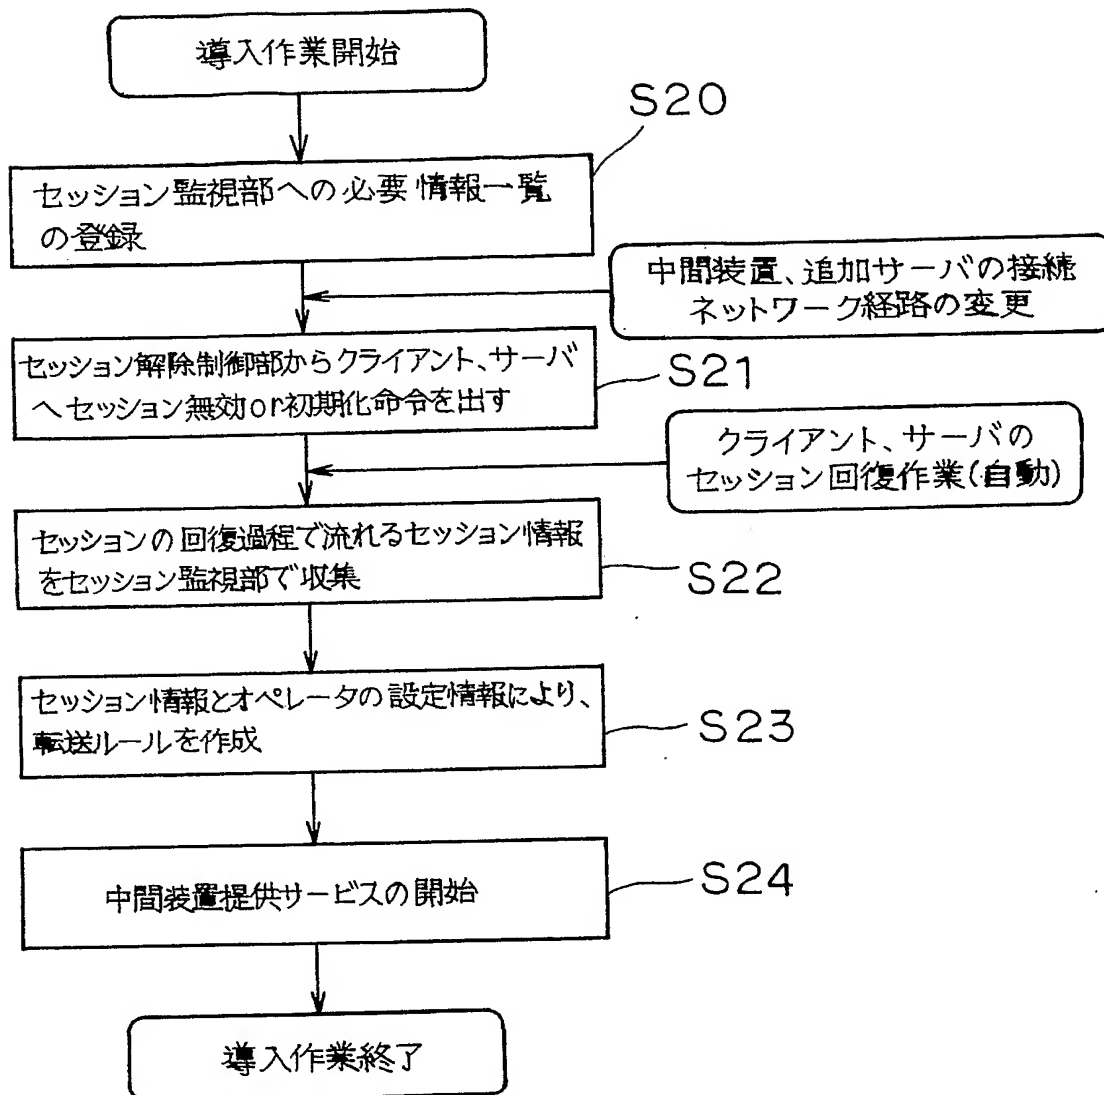 導入作業開始
S20
セッション監視部への必要情報一覧
の登録
中間装置、追加サーバの接続
ネットワーク経路の変更
セッション解除制御部からクライアント、サーバ
へセッション無効or初期化命令を出す
S21
クライアント、サーバの
セッション回復作業(自動)
セッションの回復過程で流れるセッション情報
をセッション監視部で収集
S22
セッション情報とオペレータの設定情報により、
転送ルールを作成
S23
中間装置提供サービスの開始
S24
導入作業終了